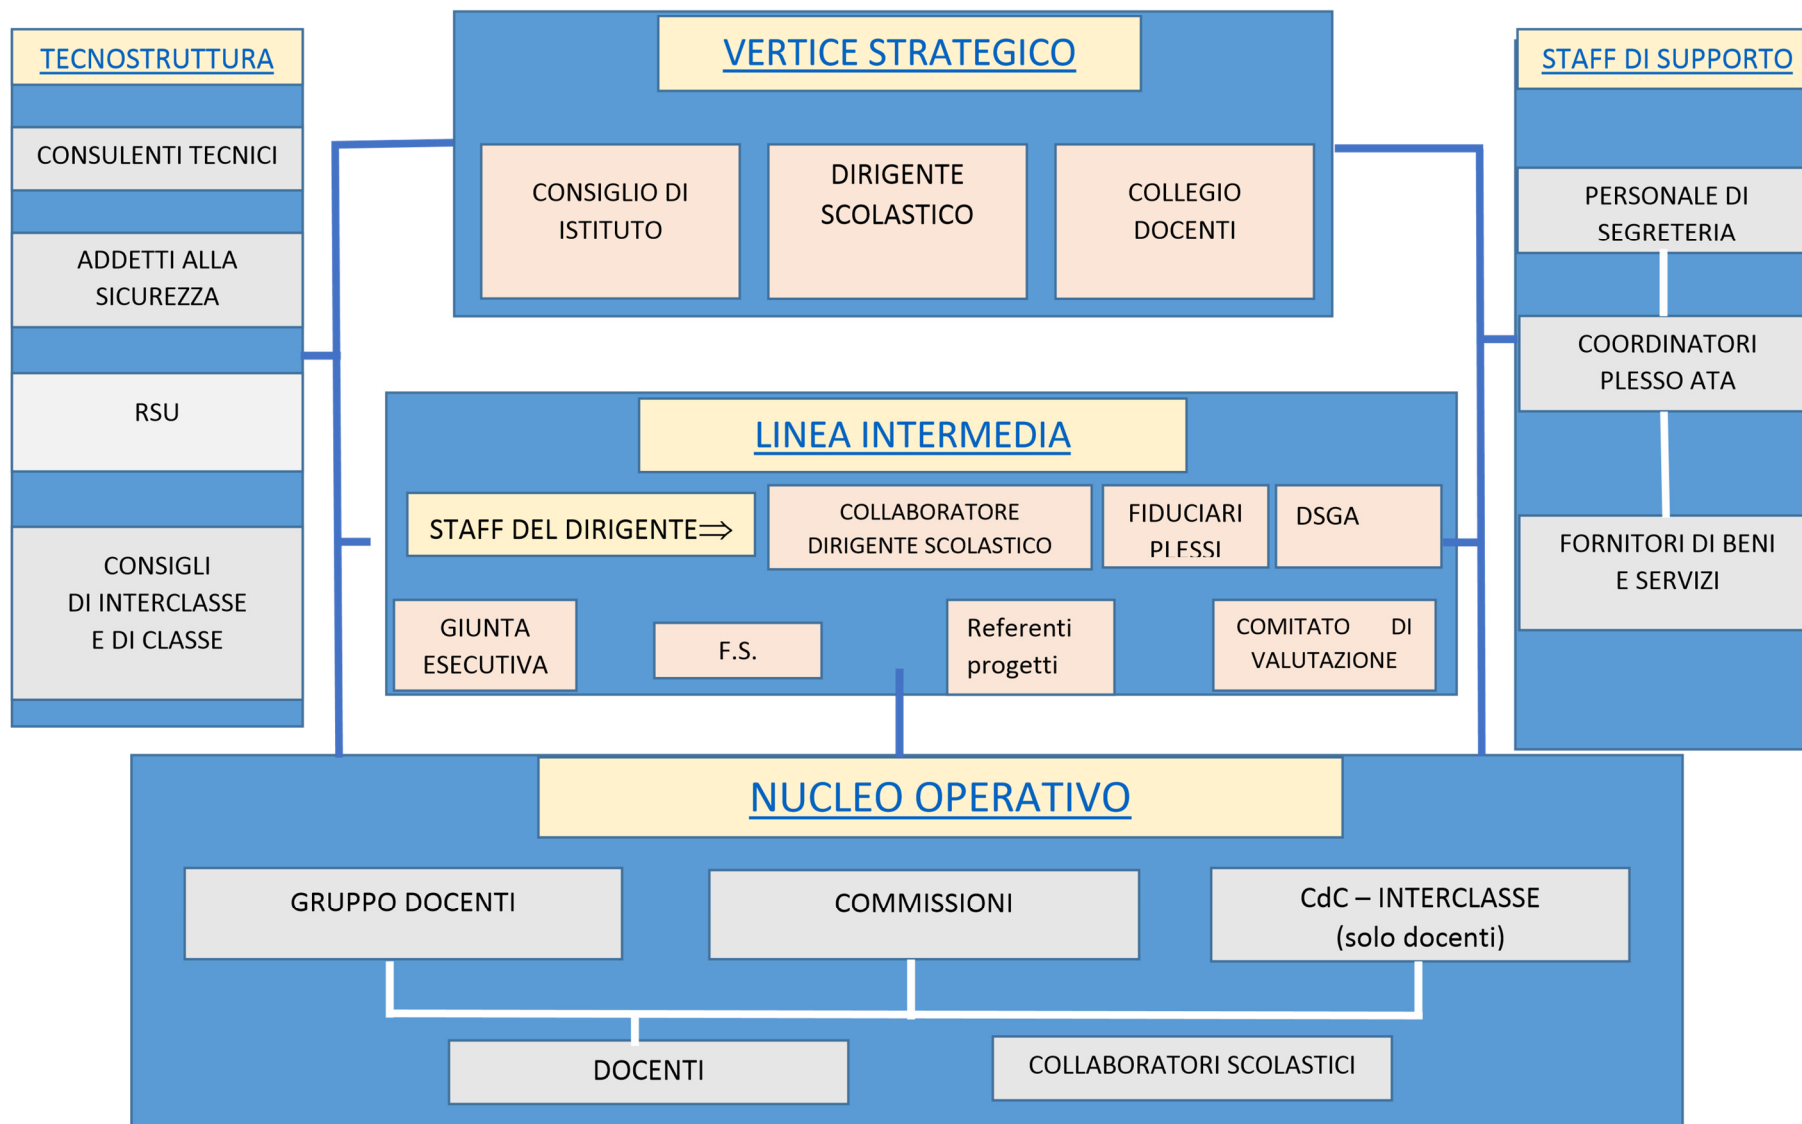 TECNOSTRUTTURA
CONSULENTI TECNICI
ADDETTI ALLA
SICUREZZA
RSU
CONSIGLI
DI INTERCLASSE
E DI CLASSE
VERTICE STRATEGICO
CONSIGLIO DI
ISTITUTO
DIRIGENTE
SCOLASTICO
COLLEGIO
DOCENTI
STAFF DI SUPPORTO
PERSONALE DI
SEGRETERIA
COORDINATORI
PLESSO ATA
FORNITORI DI BENI
E SERVIZI
LINEA INTERMEDIA
STAFF DEL DIRIGENTE⇒
COLLABORATORE
DIRIGENTE SCOLASTICO
FIDUCIARI
PLESSI
DSGA
GIUNTA
ESECUTIVA
F.S.
Referenti
progetti
COMITATO DI
VALUTAZIONE
NUCLEO OPERATIVO
GRUPPO DOCENTI
COMMISSIONI
CdC – INTERCLASSE
(solo docenti)
DOCENTI
COLLABORATORI SCOLASTICI